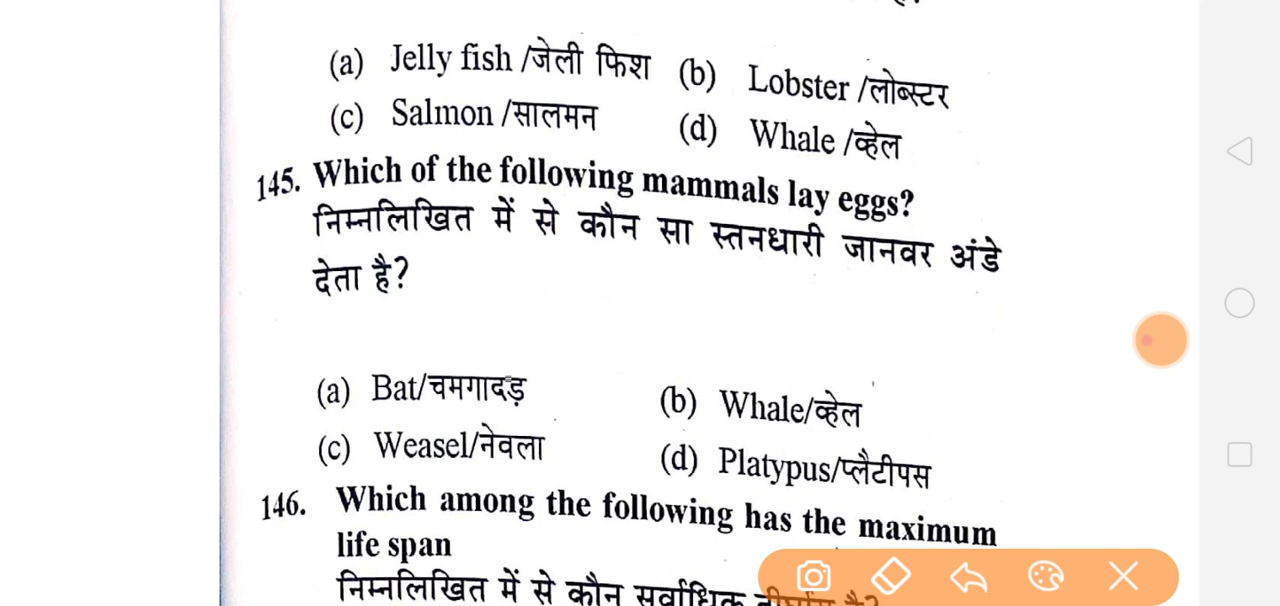 (a) Jelly fish /जेली फिश (b) Lobster /लोब्स्टर
(c) Salmon /सालमन (d) Whale /व्हेल
145. Which of the following mammals lay eggs?
निम्नलिखित में से कौन सा स्तनधारी जानवर अंडे
देता है?
(a) Bat/चमगादड़ (b) Whale/व्हेल
(c) Weasel/नेवला (d) Platypus/प्लैटीपस
146. Which among the following has the maximum
life span
निम्नलिखित में से कौन सर्वाधिक है?